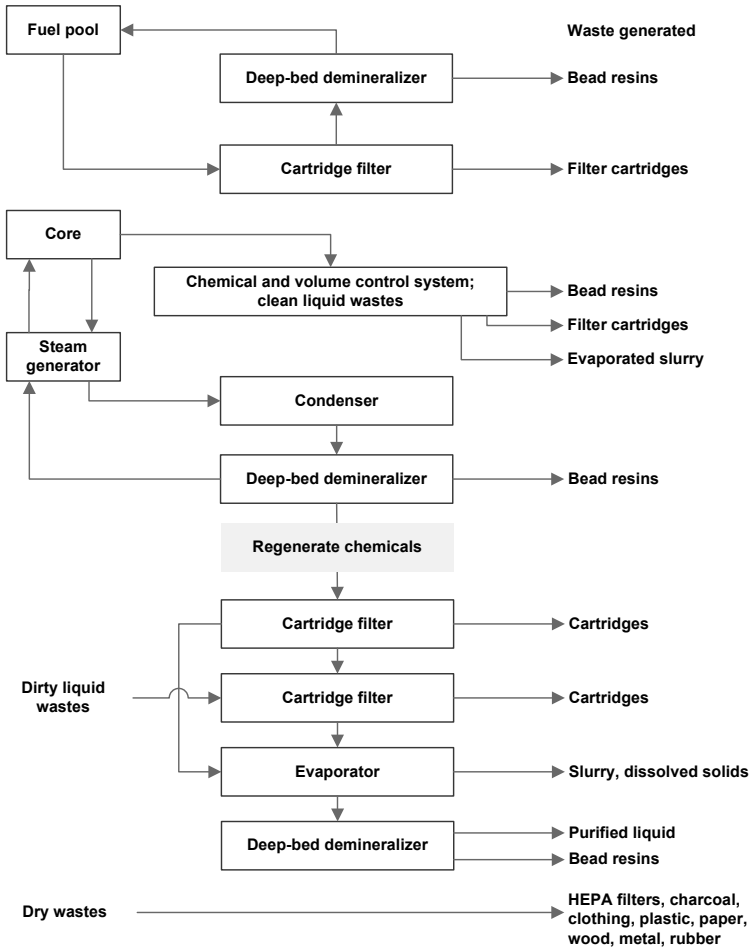 Fuel pool
Waste generated
Deep-bed demineralizer
Bead resins
Cartridge filter
Filter cartridges
Core
Chemical and volume control system;
clean liquid wastes
Bead resins
Filter cartridges
Evaporated slurry
Steam
generator
Condenser
Deep-bed demineralizer
Bead resins
Regenerate chemicals
Cartridge filter
Cartridges
Dirty liquid
wastes
Cartridge filter
Cartridges
Evaporator
Slurry, dissolved solids
Deep-bed demineralizer
Purified liquid
Bead resins
Dry wastes
HEPA filters, charcoal,
clothing, plastic, paper,
wood, metal, rubber